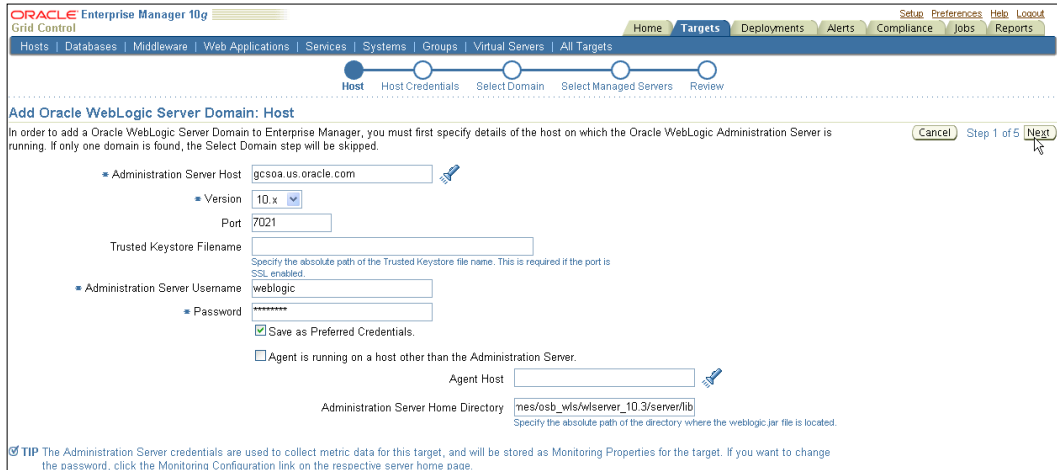 ORACLE Enterprise Manager 10g
Grid Control
Setup Preferences Help Logout
Home Targets Deployments Alerts Compliance Jobs Reports
Hosts | Databases | Middleware | Web Applications | Services | Systems | Groups | Virtual Servers | All Targets
Host Host Credentials Select Domain Select Managed Servers Review
Add Oracle WebLogic Server Domain: Host
In order to add a Oracle WebLogic Server Domain to Enterprise Manager, you must first specify details of the host on which the Oracle WebLogic Administration Server is
running. If only one domain is found, the Select Domain step will be skipped.
Cancel Step 1 of 5 Next
* Administration Server Host gcsoa.us.oracle.com
* Version 10.x
Port 7021
Trusted Keystore Filename
Specify the absolute path of the Trusted Keystore file name. This is required if the port is
SSL enabled.
* Administration Server Username weblogic
* Password ********
Save as Preferred Credentials.
Agent is running on a host other than the Administration Server.
Agent Host
Administration Server Home Directory mes/osb_wls/wlserver_10.3/server/lib
Specify the absolute path of the directory where the weblogic.jar file is located.
TIP The Administration Server credentials are used to collect metric data for this target, and will be stored as Monitoring Properties for the target. If you want to change
the password, click the Monitoring Configuration link on the respective server home page.